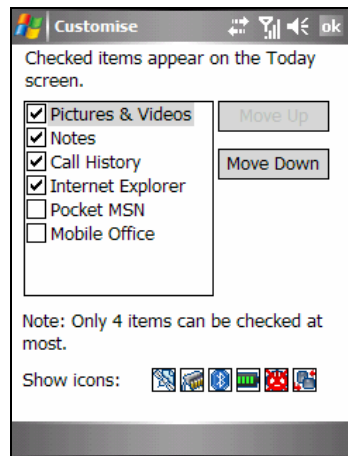 Customise
ok
Checked items appear on the Today
screen.
Pictures & Videos
Move Up
Notes
Call History
Move Down
Internet Explorer
Pocket MSN
Mobile Office
Note: Only 4 items can be checked at
most.
Show icons: